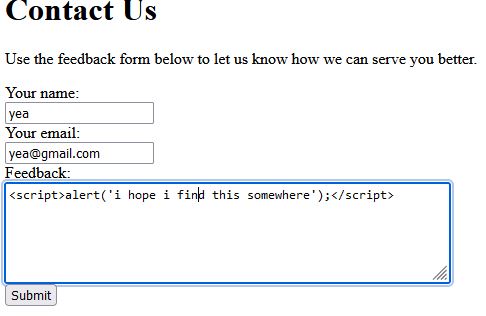 Contact Us
Use the feedback form below to let us know how we can serve you better.
Your name:
yea
Your email:
yea@gmail.com
Feedback:
<script>alert('i hope i find this somewhere');</script>
Submit